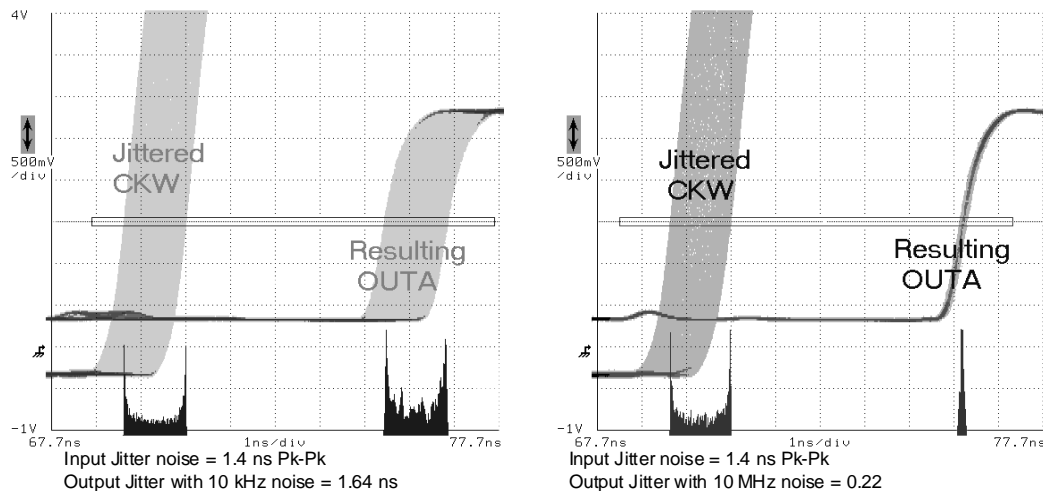 4V
500mV
/div
Jittered
CKW
Resulting
OUTA
-1V
67.7ns
1ns/div
77.7ns
Input Jitter noise = 1.4 ns Pk-Pk
Output Jitter with 10 kHz noise = 1.64 ns
4V
500mV
/div
Jittered
CKW
Resulting
OUTA
-1V
67.7ns
1ns/div
77.7ns
Input Jitter noise = 1.4 ns Pk-Pk
Output Jitter with 10 MHz noise = 0.22